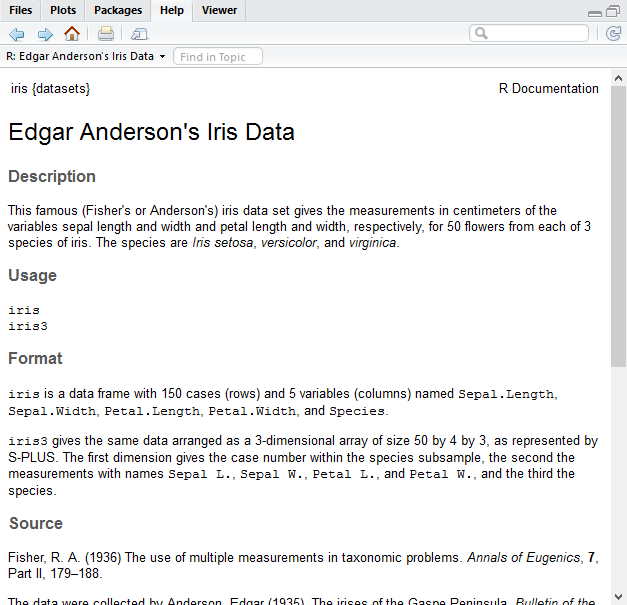 Files Plots Packages Help Viewer
R: Edgar Anderson's Iris Data Find in Topic
iris {datasets} R Documentation
Edgar Anderson's Iris Data
Description
This famous (Fisher's or Anderson's) iris data set gives the measurements in centimeters of the
variables sepal length and width and petal length and width, respectively, for 50 flowers from each of 3
species of iris. The species are Iris setosa, versicolor, and virginica.
Usage
iris
iris3
Format
iris is a data frame with 150 cases (rows) and 5 variables (columns) named Sepal.Length,
Sepal.Width, Petal.Length, Petal.Width, and Species.
iris3 gives the same data arranged as a 3-dimensional array of size 50 by 4 by 3, as represented by
S-PLUS. The first dimension gives the case number within the species subsample, the second the
measurements with names Sepal L., Sepal W., Petal L., and Petal W., and the third the
species.
Source
Fisher, R. A. (1936) The use of multiple measurements in taxonomic problems. Annals of Eugenics, 7,
Part II, 179–188.
The data were collected by Anderson, Edgar (1935). The irises of the Gaspe Peninsula, Bulletin of the